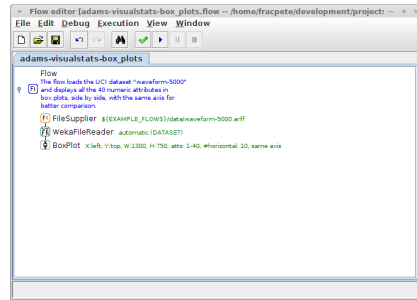 Flow editor [adams-visualstats-box_plots.flow -- /home/fracpete/development/projects
File Edit Debug Execution View Window
adams-visualstats-box_plots
Flow
The flow loads the UCI dataset "waveform-5000"
and displays all the 40 numeric attributes in
box plots, side by side, with the same axis for
better comparison.
FileSupplier ${EXAMPLE_FLOWS}/data/waveform-5000.arff
WekaFileReader automatic (DATASET)
BoxPlot X:left, Y:top, W:1300, H:750, atts: 1-40, #horizontal: 10, same axis